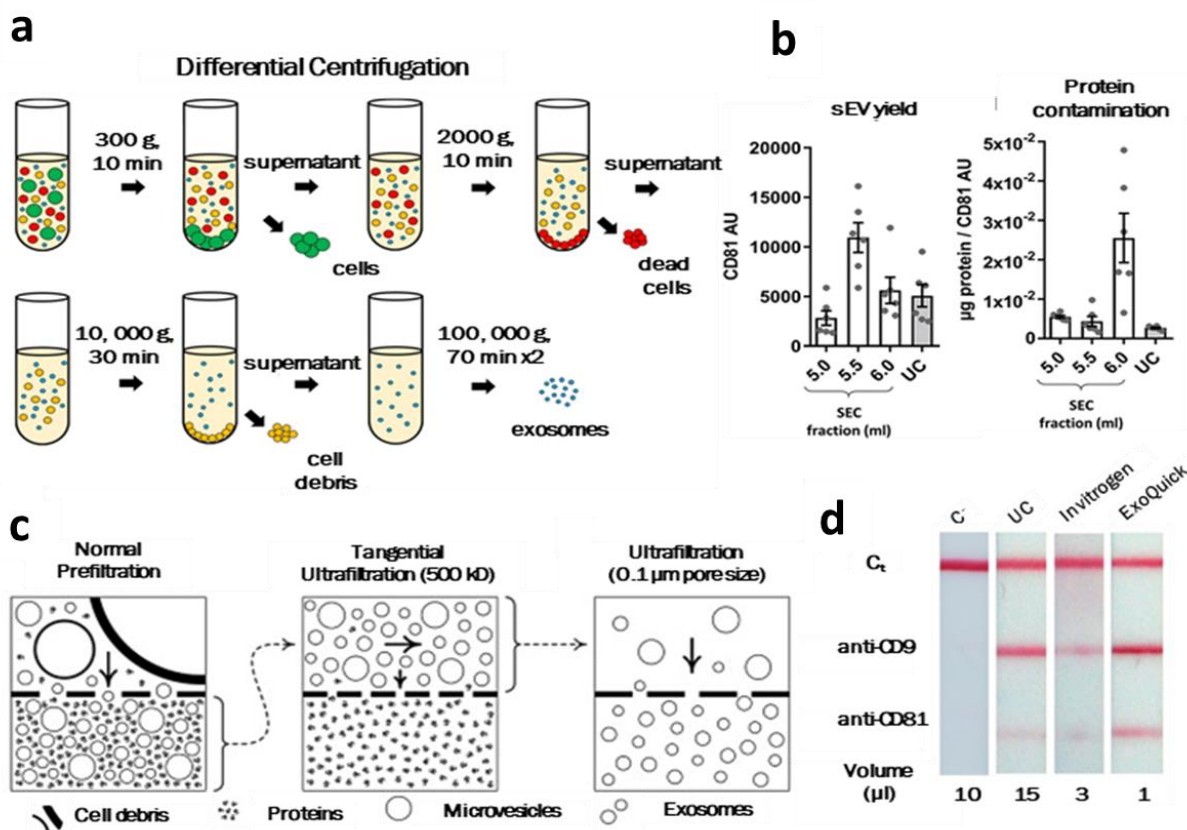 a
Differential Centrifugation
300 g,
10 min
supernatant
2000 g,
10 min
supernatant
cells
dead
cells
10, 000 g,
30 min
supernatant
100, 000 g,
70 min x2
exosomes
cell
debris
b
sEV yield
CD81 AU
20000
15000
10000
5000
0
5.0
5.5
6.0
UC
SEC
fraction (ml)
Protein
contamination
µg protein / CD81 AU
5x10⁻²
4x10⁻²
3x10⁻²
2x10⁻²
1x10⁻²
0
5.0
5.5
6.0
UC
SEC
fraction (ml)
c
Normal
Prefiltration
Tangential
Ultrafiltration (500 kD)
Ultrafiltration
(0.1 µm pore size)
Cell debris
Proteins
Microvesicles
Exosomes
d
C⁻
UC
Invitrogen
ExoQuick
Cₜ
anti-CD9
anti-CD81
Volume
(µl)
10
15
3
1